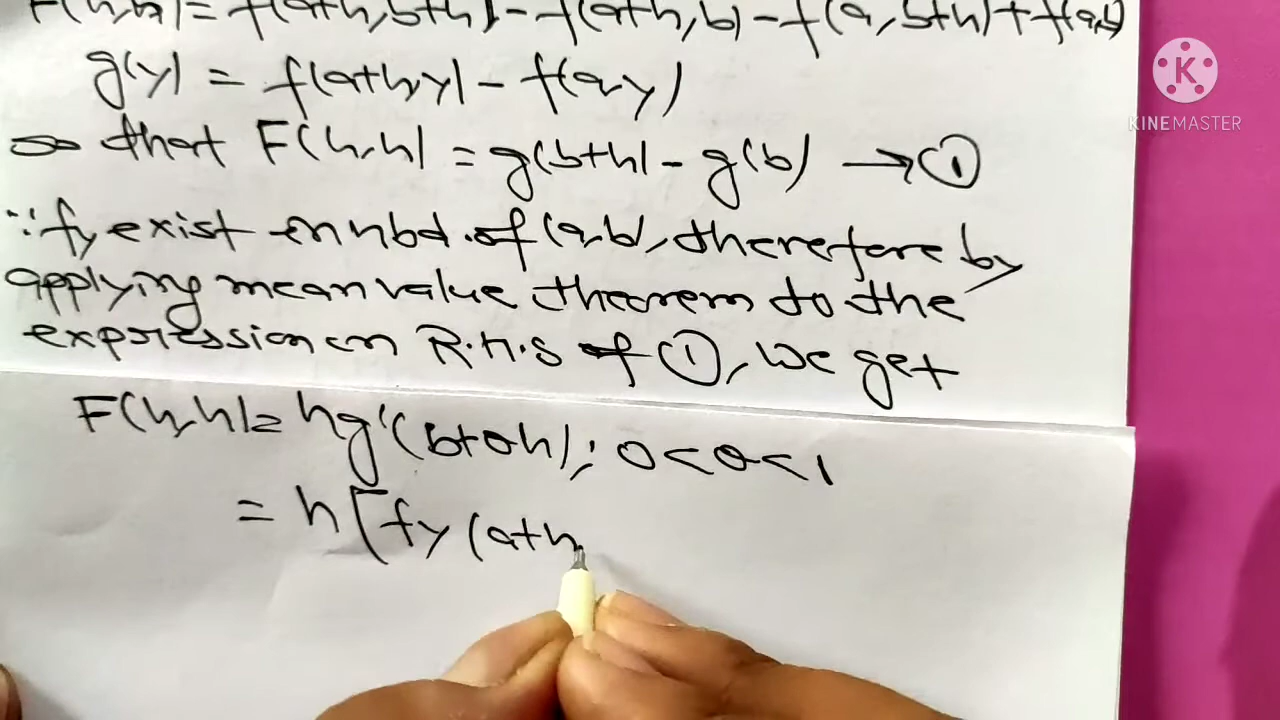 F(h,h) = f(a+h,b+h) - f(a+h,b) - f(a,b+h) + f(a,b)
g(y) = f(a+h,y) - f(a,y)
so that F(h,h) = g(b+h) - g(b) → ①
∵ fy exist in nbd. of (a,b), therefore by
applying mean value theorem to the
expression on R.H.S of ①, we get
F(h,h) = hg'(b+θh); 0<θ<1
= h[fy(a+h
K
KINEMASTER